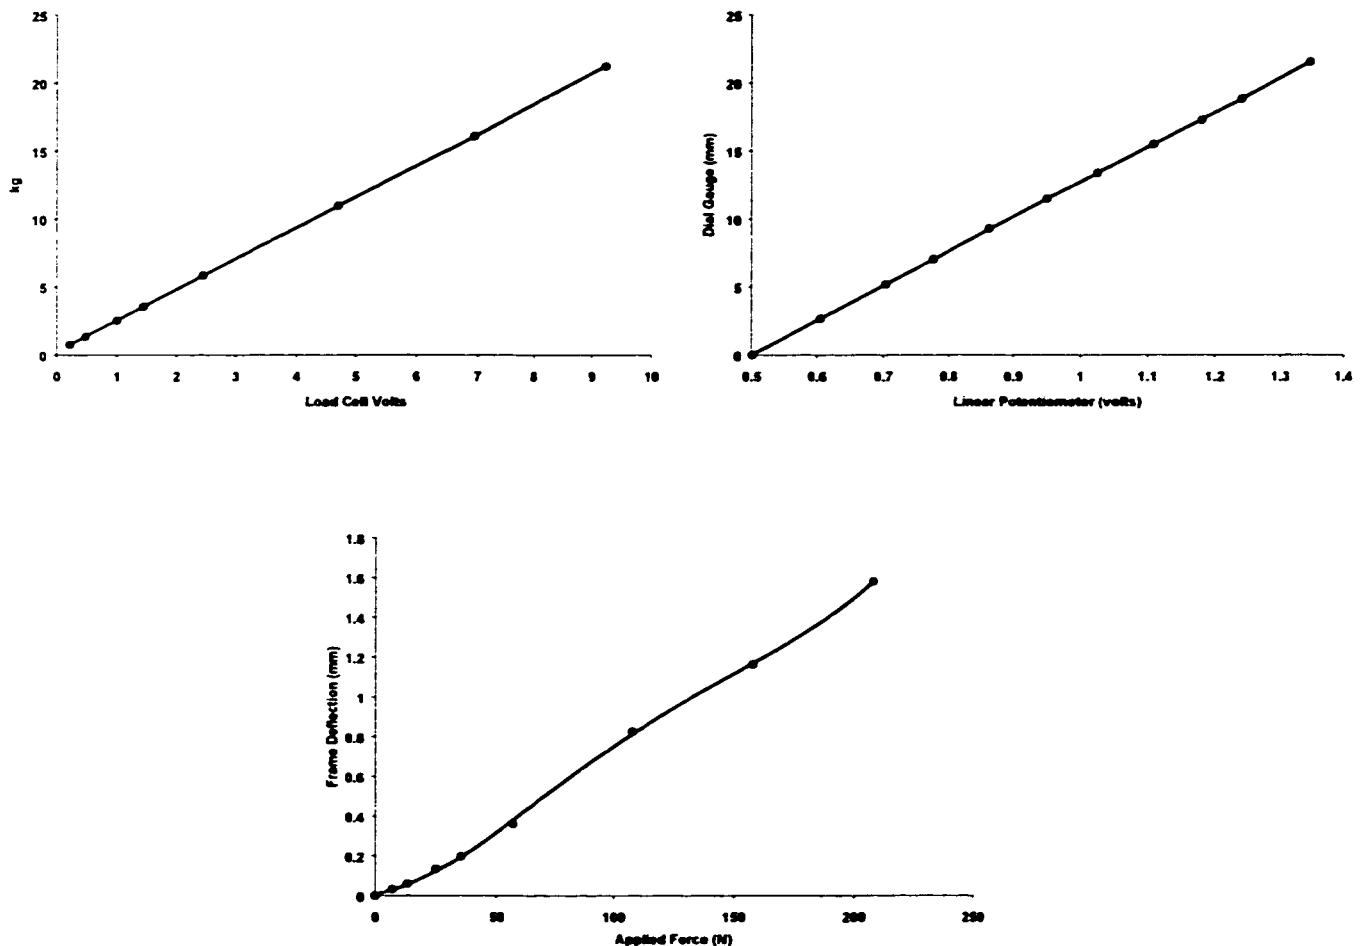 25
20
15
10
5
0
kg
0 1 2 3 4 5 6 7 8 9 10
Load Cell Volts
25
20
15
10
5
0
Dial Gauge (mm)
0.5 0.6 0.7 0.8 0.9 1 1.1 1.2 1.3 1.4
Linear Potentiometer (volts)
1.8
1.6
1.4
1.2
1
0.8
0.6
0.4
0.2
0
Frame Deflection (mm)
0 50 100 150 200 250
Applied Force (N)